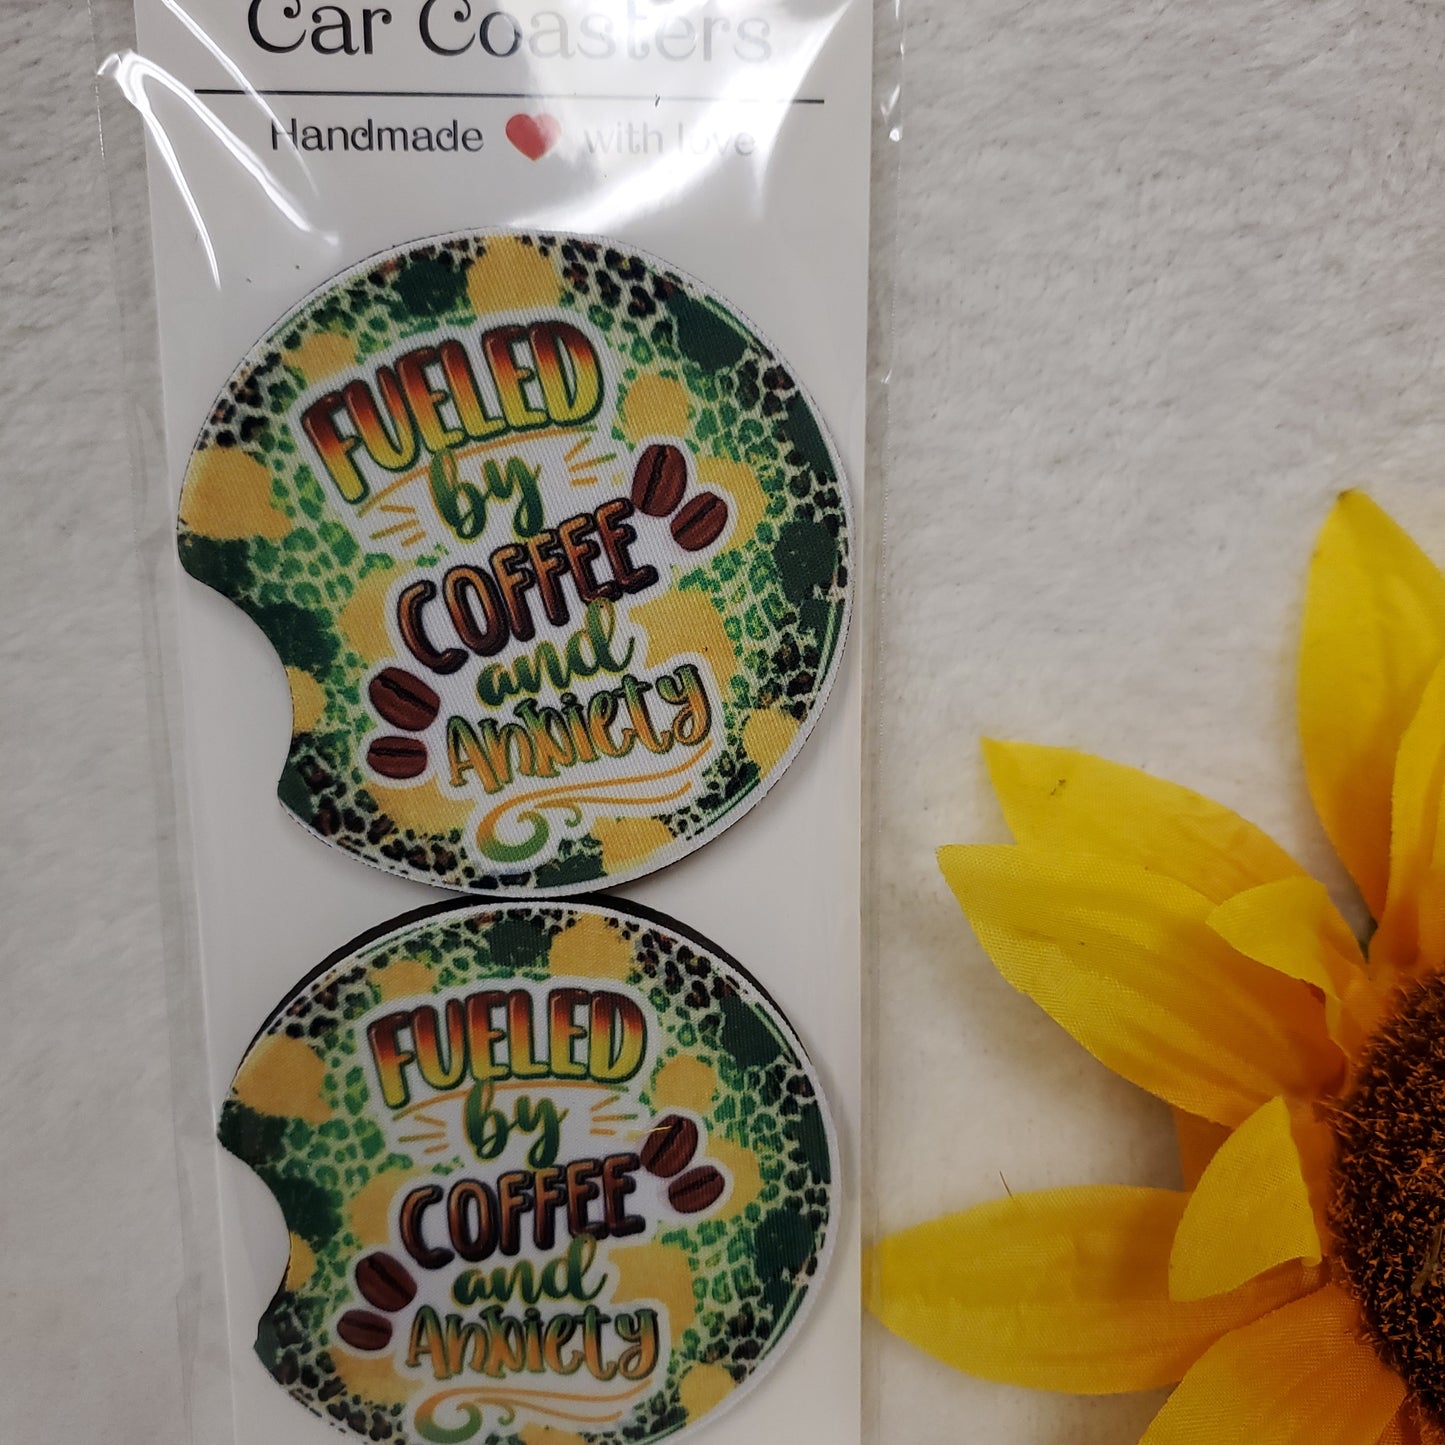 Car Coasters
Handmade with love
FUELED
by
COFFEE
and
Anxiety
FUELED
by
COFFEE
and
Anxiety